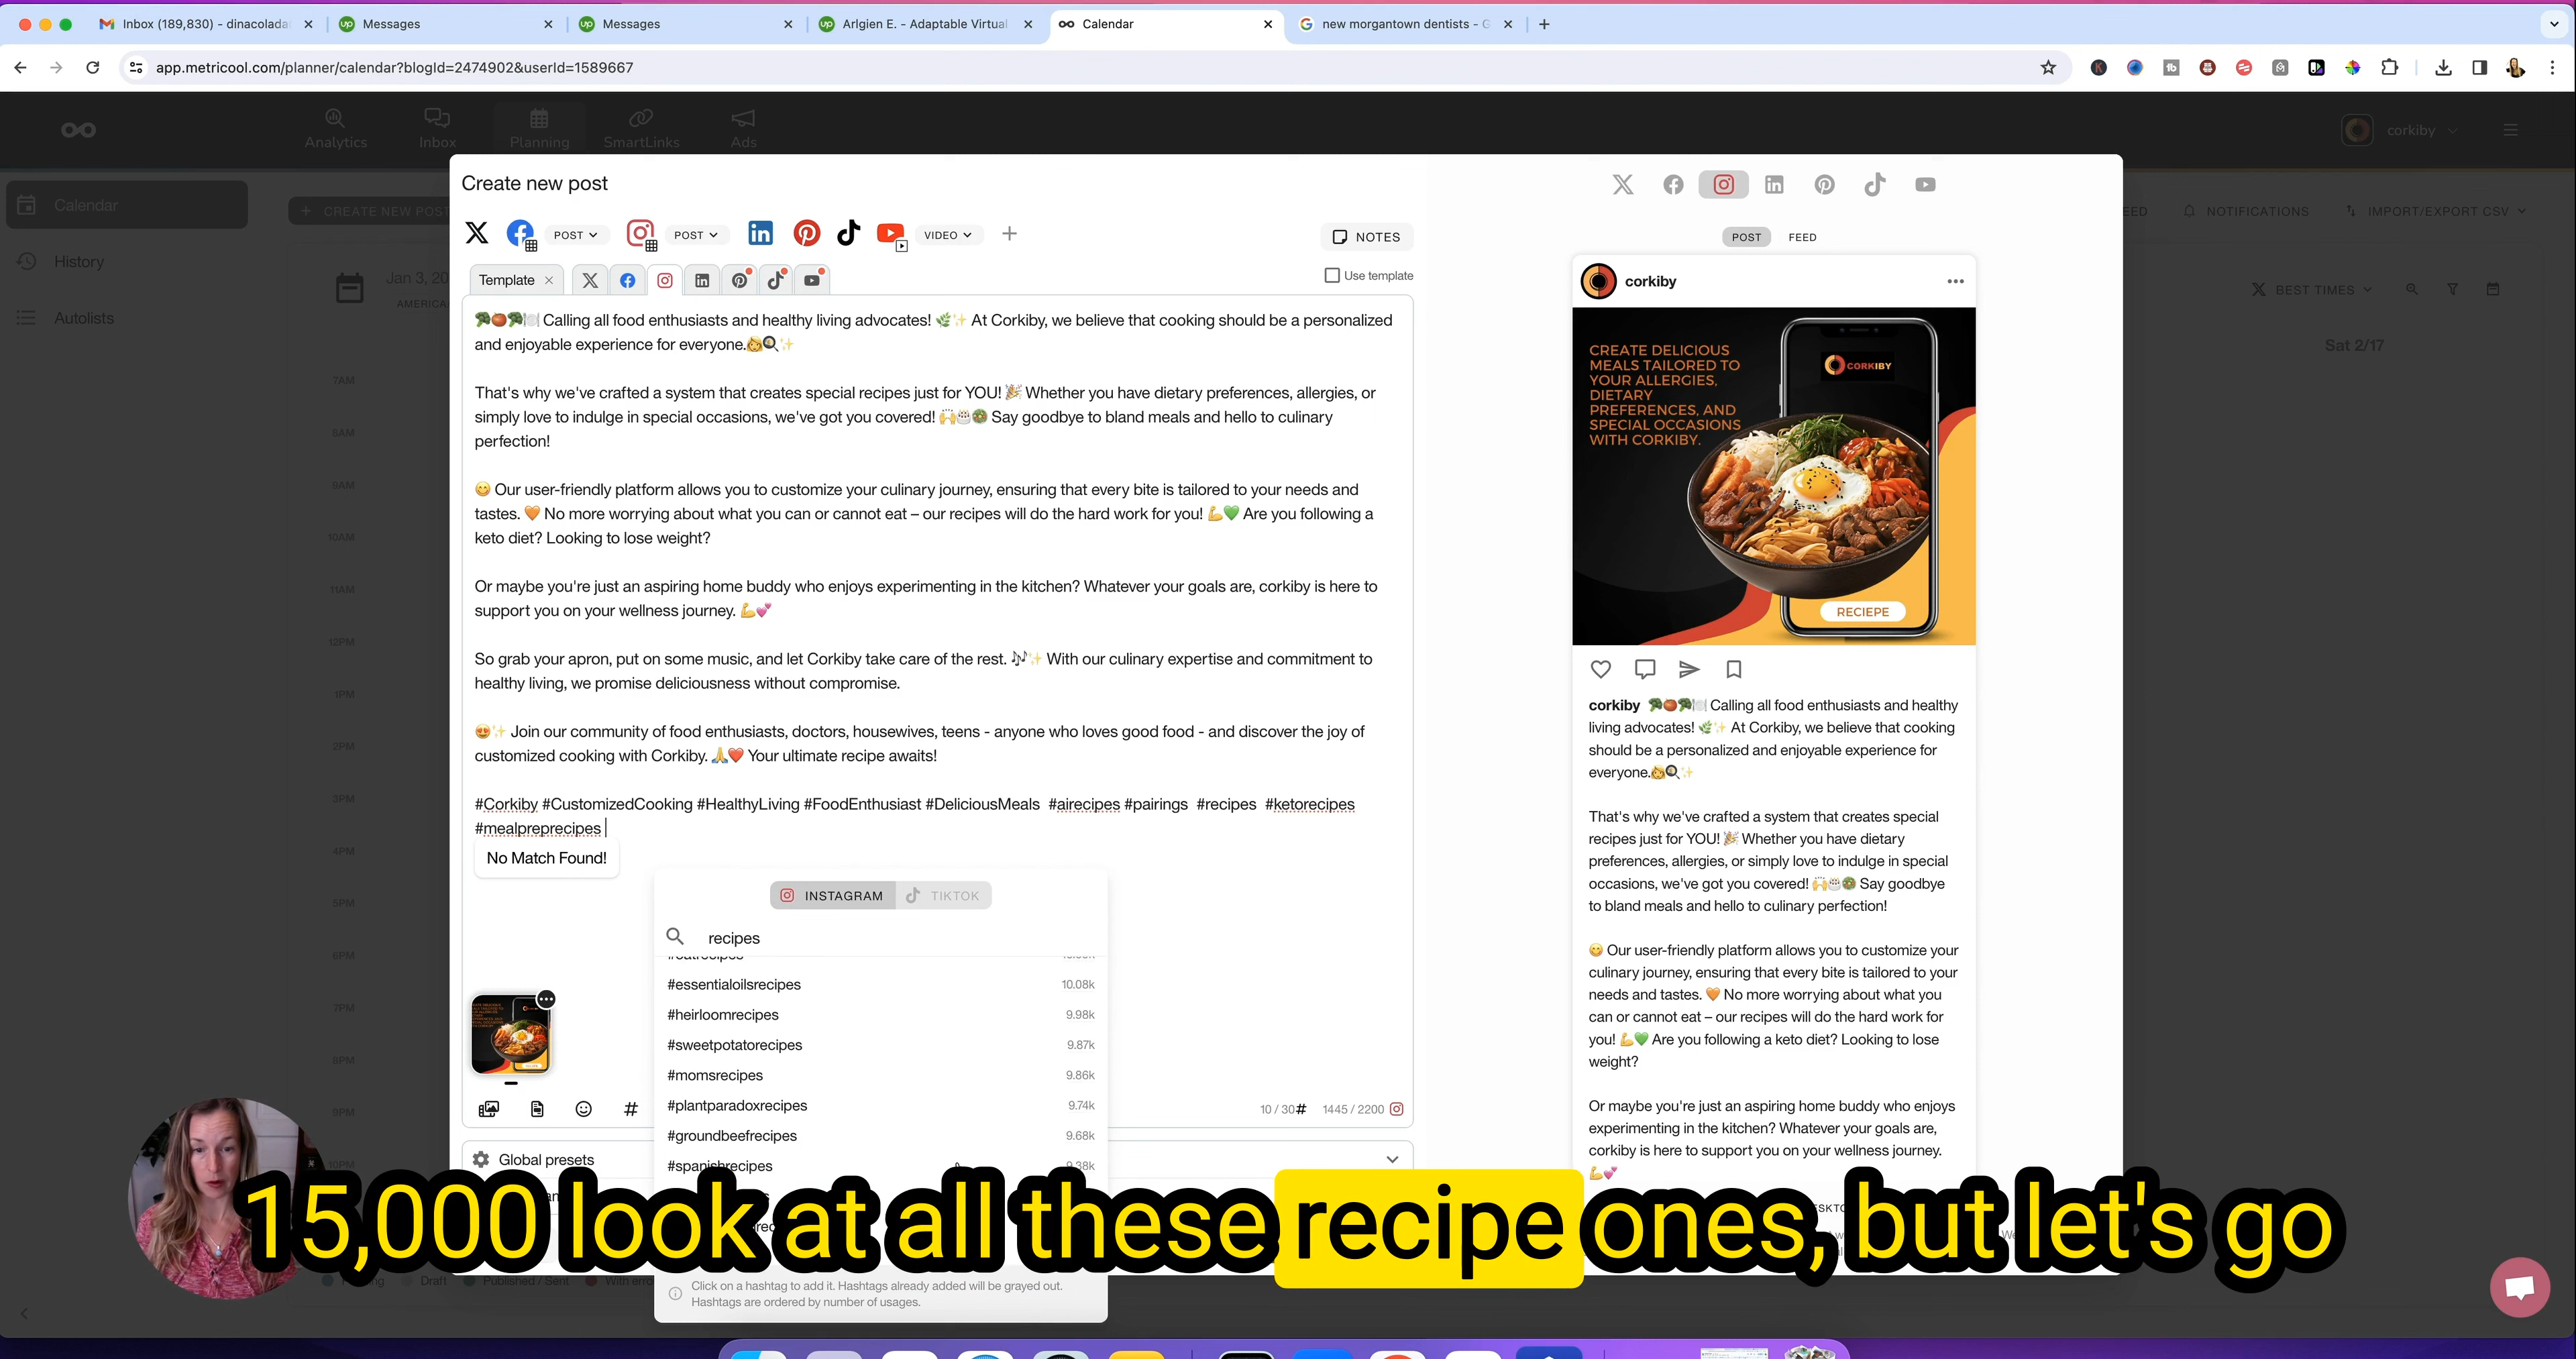 Inbox (189,830) - dinacolada
Messages
Messages
Arlgien E. - Adaptable Virtual
Calendar
new morgantown dentists - G
app.metricool.com/planner/calendar?blogId=2474902&userId=1589667
Analytics
Inbox
Planning
SmartLinks
Ads
corkiby
Calendar
History
Autolists
+ CREATE NEW POST
EED
NOTIFICATIONS
IMPORT/EXPORT CSV
Jan 3, 20
AMERICA
BEST TIMES
Sat 2/17
7AM
8AM
9AM
10AM
11AM
12PM
1PM
2PM
3PM
4PM
5PM
6PM
7PM
8PM
9PM
10PM
Create new post
POST
POST
VIDEO
NOTES
Template
Use template
🥦🍅🥦🍽️ Calling all food enthusiasts and healthy living advocates! 🌿✨ At Corkiby, we believe that cooking should be a personalized
and enjoyable experience for everyone.👩🍳✨
That's why we've crafted a system that creates special recipes just for YOU! 🎉 Whether you have dietary preferences, allergies, or
simply love to indulge in special occasions, we've got you covered! 🙌🎂🥗 Say goodbye to bland meals and hello to culinary
perfection!
😋 Our user-friendly platform allows you to customize your culinary journey, ensuring that every bite is tailored to your needs and
tastes. 🧡 No more worrying about what you can or cannot eat – our recipes will do the hard work for you! 💪💚 Are you following a
keto diet? Looking to lose weight?
Or maybe you're just an aspiring home buddy who enjoys experimenting in the kitchen? Whatever your goals are, corkiby is here to
support you on your wellness journey. 💪💕
So grab your apron, put on some music, and let Corkiby take care of the rest. 🎶✨ With our culinary expertise and commitment to
healthy living, we promise deliciousness without compromise.
😍✨ Join our community of food enthusiasts, doctors, housewives, teens - anyone who loves good food - and discover the joy of
customized cooking with Corkiby. 🙏❤️ Your ultimate recipe awaits!
#Corkiby #CustomizedCooking #HealthyLiving #FoodEnthusiast #DeliciousMeals #airecipes #pairings #recipes #ketorecipes
#mealpreprecipes
No Match Found!
INSTAGRAM
TIKTOK
recipes
#essentialoilsrecipes 10.08k
#heirloomrecipes 9.98k
#sweetpotatorecipes 9.87k
#momsrecipes 9.86k
#plantparadoxrecipes 9.74k
#groundbeefrecipes 9.68k
#spanishrecipes 9.38k
Click on a hashtag to add it. Hashtags already added will be grayed out.
Hashtags are ordered by number of usages.
10 / 30#
1445 / 2200
Global presets
Draft
Published / Sent
With erro
POST
FEED
corkiby
CREATE DELICIOUS
MEALS TAILORED TO
YOUR ALLERGIES,
DIETARY
PREFERENCES, AND
SPECIAL OCCASIONS
WITH CORKIBY.
CORKIBY
RECIEPE
corkiby 🥦🍅🥦🍽️ Calling all food enthusiasts and healthy
living advocates! 🌿✨ At Corkiby, we believe that cooking
should be a personalized and enjoyable experience for
everyone.👩🍳✨
That's why we've crafted a system that creates special
recipes just for YOU! 🎉 Whether you have dietary
preferences, allergies, or simply love to indulge in special
occasions, we've got you covered! 🙌🎂🥗 Say goodbye
to bland meals and hello to culinary perfection!
😋 Our user-friendly platform allows you to customize your
culinary journey, ensuring that every bite is tailored to your
needs and tastes. 🧡 No more worrying about what you
can or cannot eat – our recipes will do the hard work for
you! 💪💚 Are you following a keto diet? Looking to lose
weight?
Or maybe you're just an aspiring home buddy who enjoys
experimenting in the kitchen? Whatever your goals are,
corkiby is here to support you on your wellness journey.
💪💕
15,000 look at all these recipe ones, but let's go